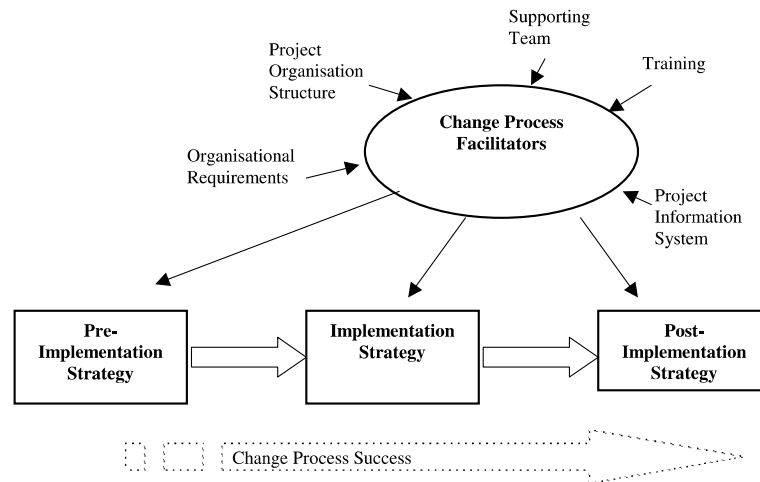 Supporting
Team
Project
Organisation
Structure
Training
Change Process
Facilitators
Organisational
Requirements
Project
Information
System
Pre-
Implementation
Strategy
Implementation
Strategy
Post-
Implementation
Strategy
Change Process Success